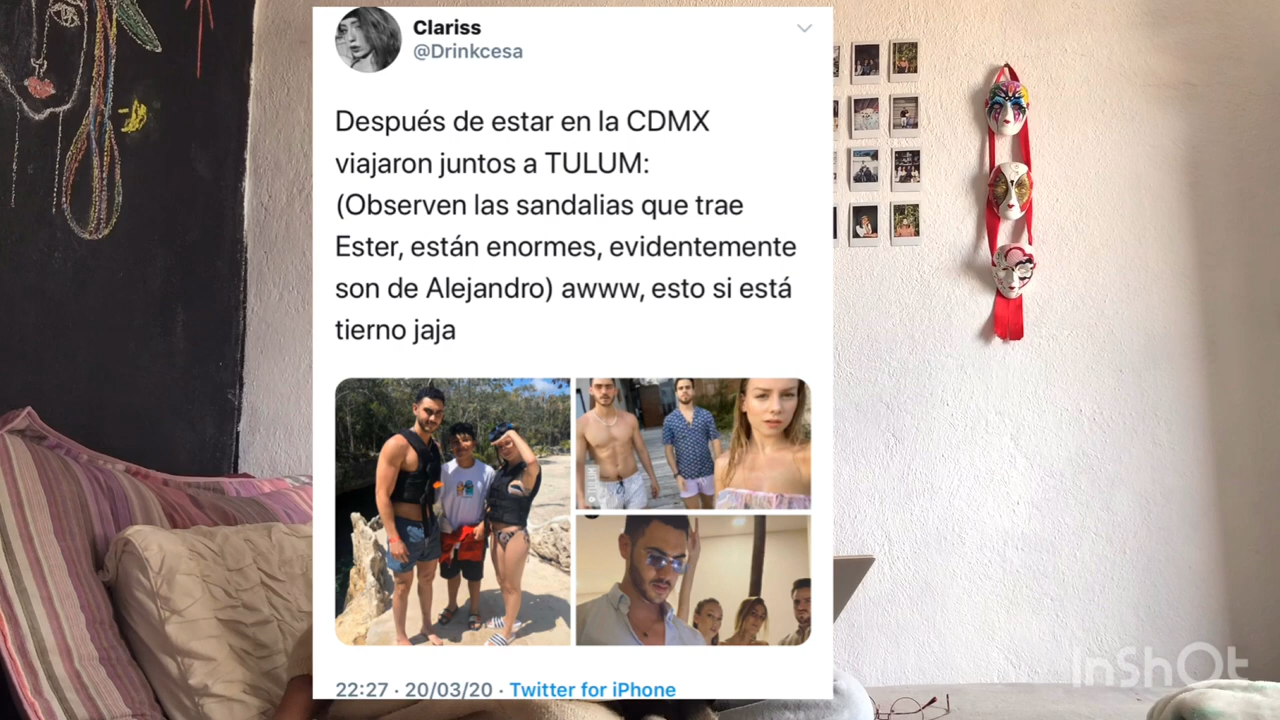 Clariss
@Drinkcesa
Después de estar en la CDMX
viajaron juntos a TULUM:
(Observen las sandalias que trae
Ester, están enormes, evidentemente
son de Alejandro) awww, esto si está
tierno jaja
TULUM
22:27 · 20/03/20 · Twitter for iPhone
InShOt